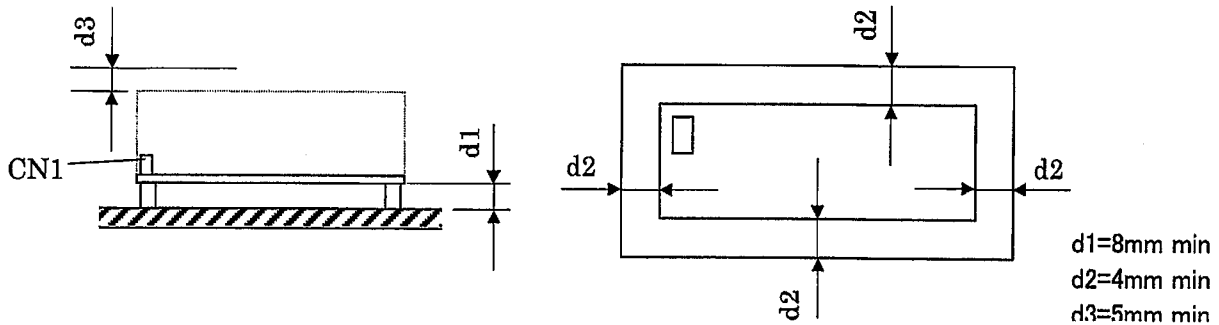 d3
CN1
d1
d2
d2
d2
d2
d1=8mm min
d2=4mm min
d3=5mm min